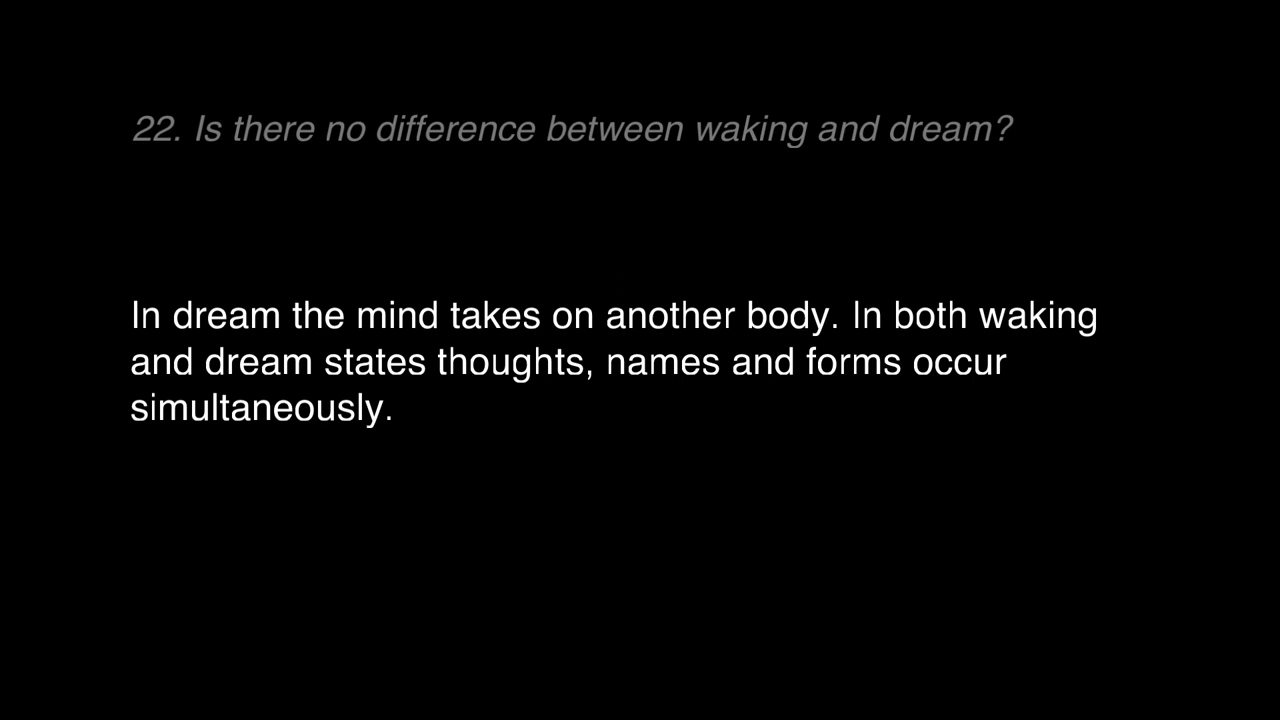 22. Is there no difference between waking and dream?
In dream the mind takes on another body. In both waking
and dream states thoughts, names and forms occur
simultaneously.